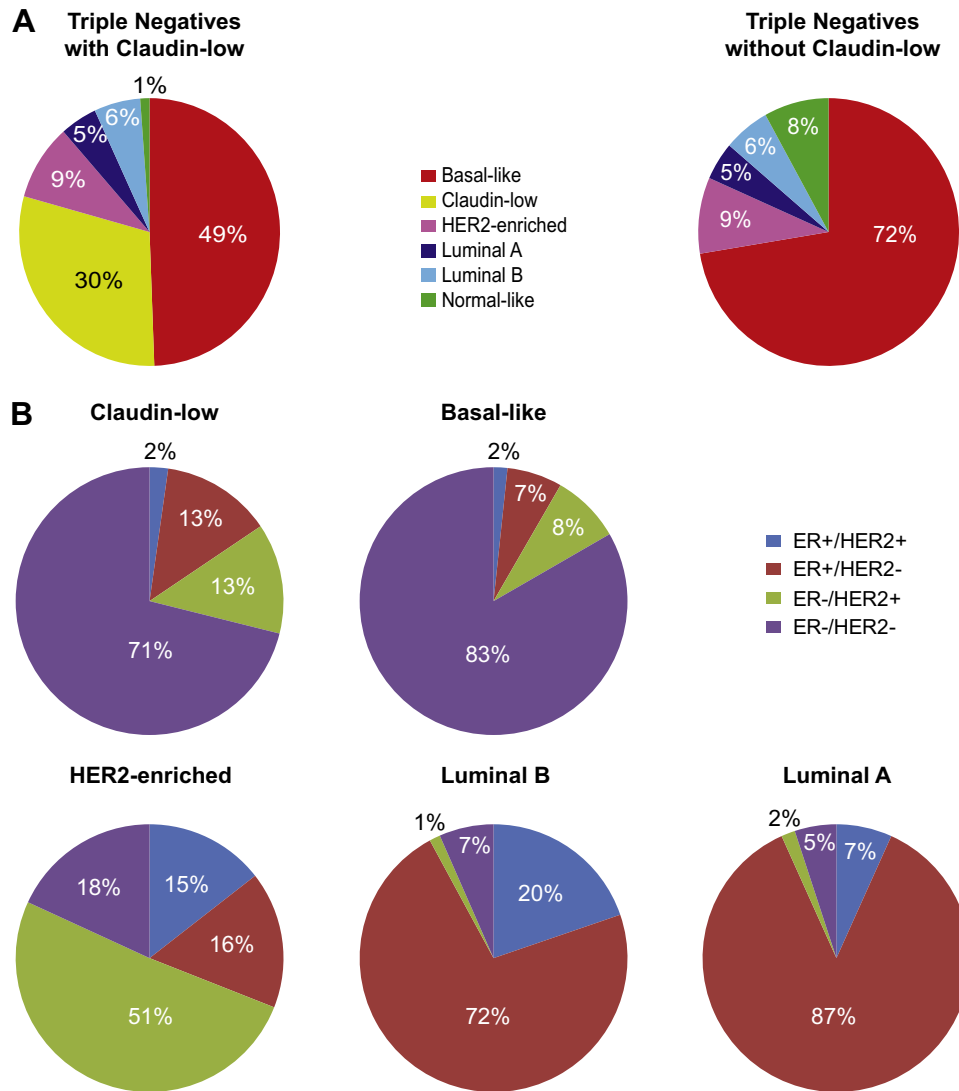 A
Triple Negatives
with Claudin-low
1%
6%
5%
9%
49%
30%
Basal-like
Claudin-low
HER2-enriched
Luminal A
Luminal B
Normal-like
Triple Negatives
without Claudin-low
8%
6%
5%
9%
72%
B
Claudin-low
2%
13%
13%
71%
Basal-like
2%
7%
8%
83%
ER+/HER2+
ER+/HER2-
ER-/HER2+
ER-/HER2-
HER2-enriched
18%
15%
16%
51%
Luminal B
1%
7%
20%
72%
Luminal A
2%
5%
7%
87%